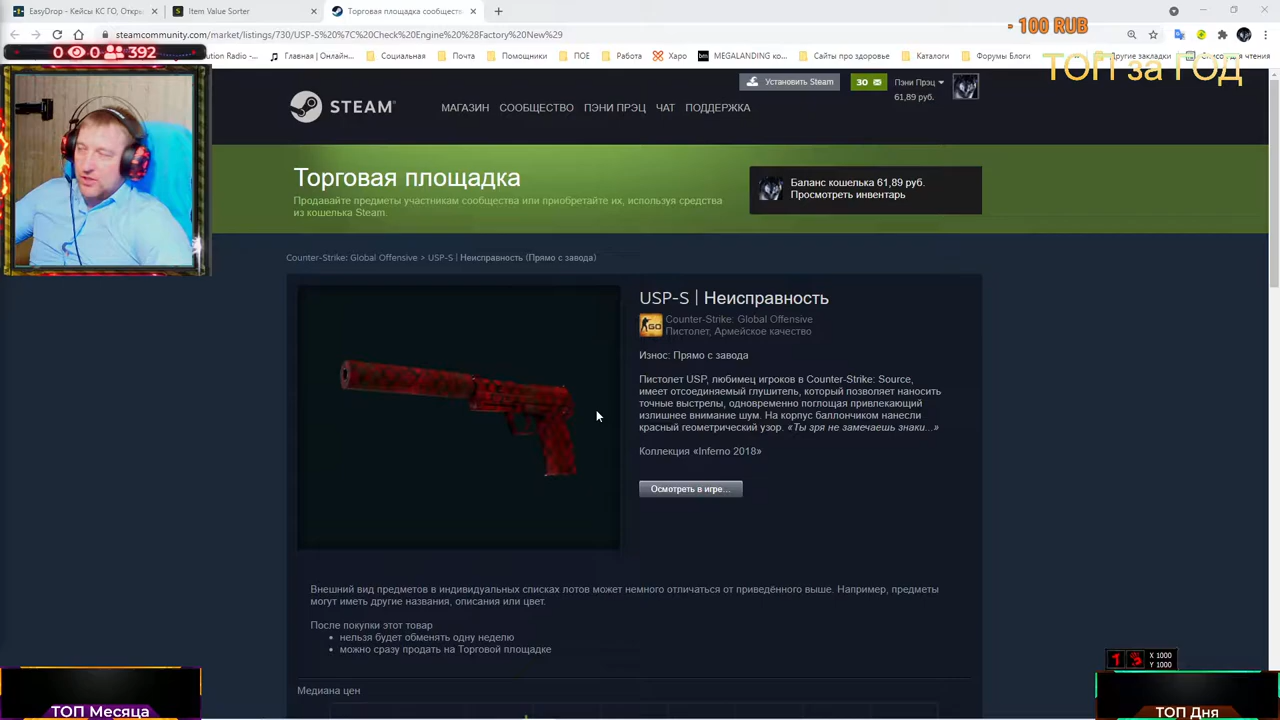 EasyDrop - Кейсы КС ГО, Откры
Item Value Sorter
Торговая площадка сообществ
steamcommunity.com/market/listings/730/USP-S%20%7C%20Check%20Engine%20%28Factory%20New%29
- 100 RUB
0 0 392
ution Radio -
Главная | Онлайн...
Социальная
Почта
Помощники
ПОЕ
Работа
Харо
MEGALANDING ко...
Сайты про здоровье
Каталоги
Форумы Блоги
Другие закладки
ТОП за ГОД
Установить Steam
30
Пэни Прэц
61,89 руб.
STEAM
МАГАЗИН СООБЩЕСТВО ПЭНИ ПРЭЦ ЧАТ ПОДДЕРЖКА
Торговая площадка
Продавайте предметы участникам сообщества или приобретайте их, используя средства
из кошелька Steam.
Баланс кошелька 61,89 руб.
Просмотреть инвентарь
Counter-Strike: Global Offensive > USP-S | Неисправность (Прямо с завода)
USP-S | Неисправность
GO
Counter-Strike: Global Offensive
Пистолет, Армейское качество
Износ: Прямо с завода
Пистолет USP, любимец игроков в Counter-Strike: Source,
имеет отсоединяемый глушитель, который позволяет наносить
точные выстрелы, одновременно поглощая привлекающий
излишнее внимание шум. На корпус баллончиком нанесли
красный геометрический узор. «Ты зря не замечаешь знаки...»
Коллекция «Inferno 2018»
Осмотреть в игре...
Внешний вид предметов в индивидуальных списках лотов может немного отличаться от приведённого выше. Например, предметы
могут иметь другие названия, описания или цвет.
После покупки этот товар
• нельзя будет обменять одну неделю
• можно сразу продать на Торговой площадке
Медиана цен
X 1000
Y 1000
ТОП Месяца
ТОП Дня